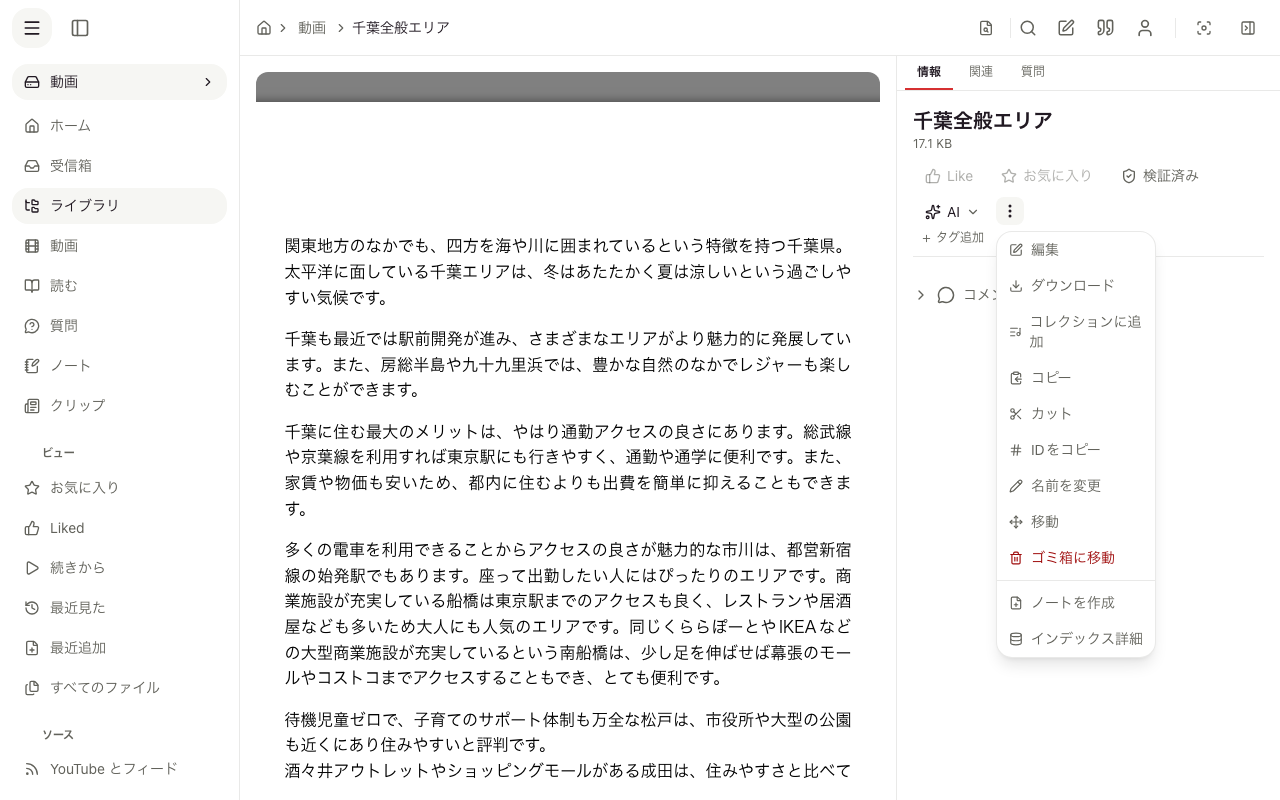 動画
ホーム
受信箱
ライブラリ
動画
読む
質問
ノート
クリップ
ビュー
お気に入り
Liked
続きから
最近見た
最近追加
すべてのファイル
ソース
YouTube とフィード
動画
千葉全般エリア
関東地方のなかでも、四方を海や川に囲まれているという特徴を持つ千葉県。
太平洋に面している千葉エリアは、冬はあたたかく夏は涼しいという過ごしや
すい気候です。
千葉も最近では駅前開発が進み、さまざまなエリアがより魅力的に発展してい
ます。また、房総半島や九十九里浜では、豊かな自然のなかでレジャーも楽し
むことができます。
千葉に住む最大のメリットは、やはり通勤アクセスの良さにあります。総武線
や京葉線を利用すれば東京駅にも行きやすく、通勤や通学に便利です。また、
家賃や物価も安いため、都内に住むよりも出費を簡単に抑えることもできま
す。
多くの電車を利用できることからアクセスの良さが魅力的な市川は、都営新宿
線の始発駅でもあります。座って出勤したい人にはぴったりのエリアです。商
業施設が充実している船橋は東京駅までのアクセスも良く、レストランや居酒
屋なども多いため大人にも人気のエリアです。同じくららぽーとやIKEAなど
の大型商業施設が充実しているという南船橋は、少し足を伸ばせば幕張のモー
ルやコストコまでアクセスすることもでき、とても便利です。
待機児童ゼロで、子育てのサポート体制も万全な松戸は、市役所や大型の公園
も近くにあり住みやすいと評判です。
酒々井アウトレットやショッピングモールがある成田は、住みやすさと比べて
情報
関連
質問
千葉全般エリア
17.1 KB
Like
お気に入り
検証済み
AI
+ タグ追加
コメン
編集
ダウンロード
コレクションに追
加
コピー
カット
IDをコピー
名前を変更
移動
ゴミ箱に移動
ノートを作成
インデックス詳細